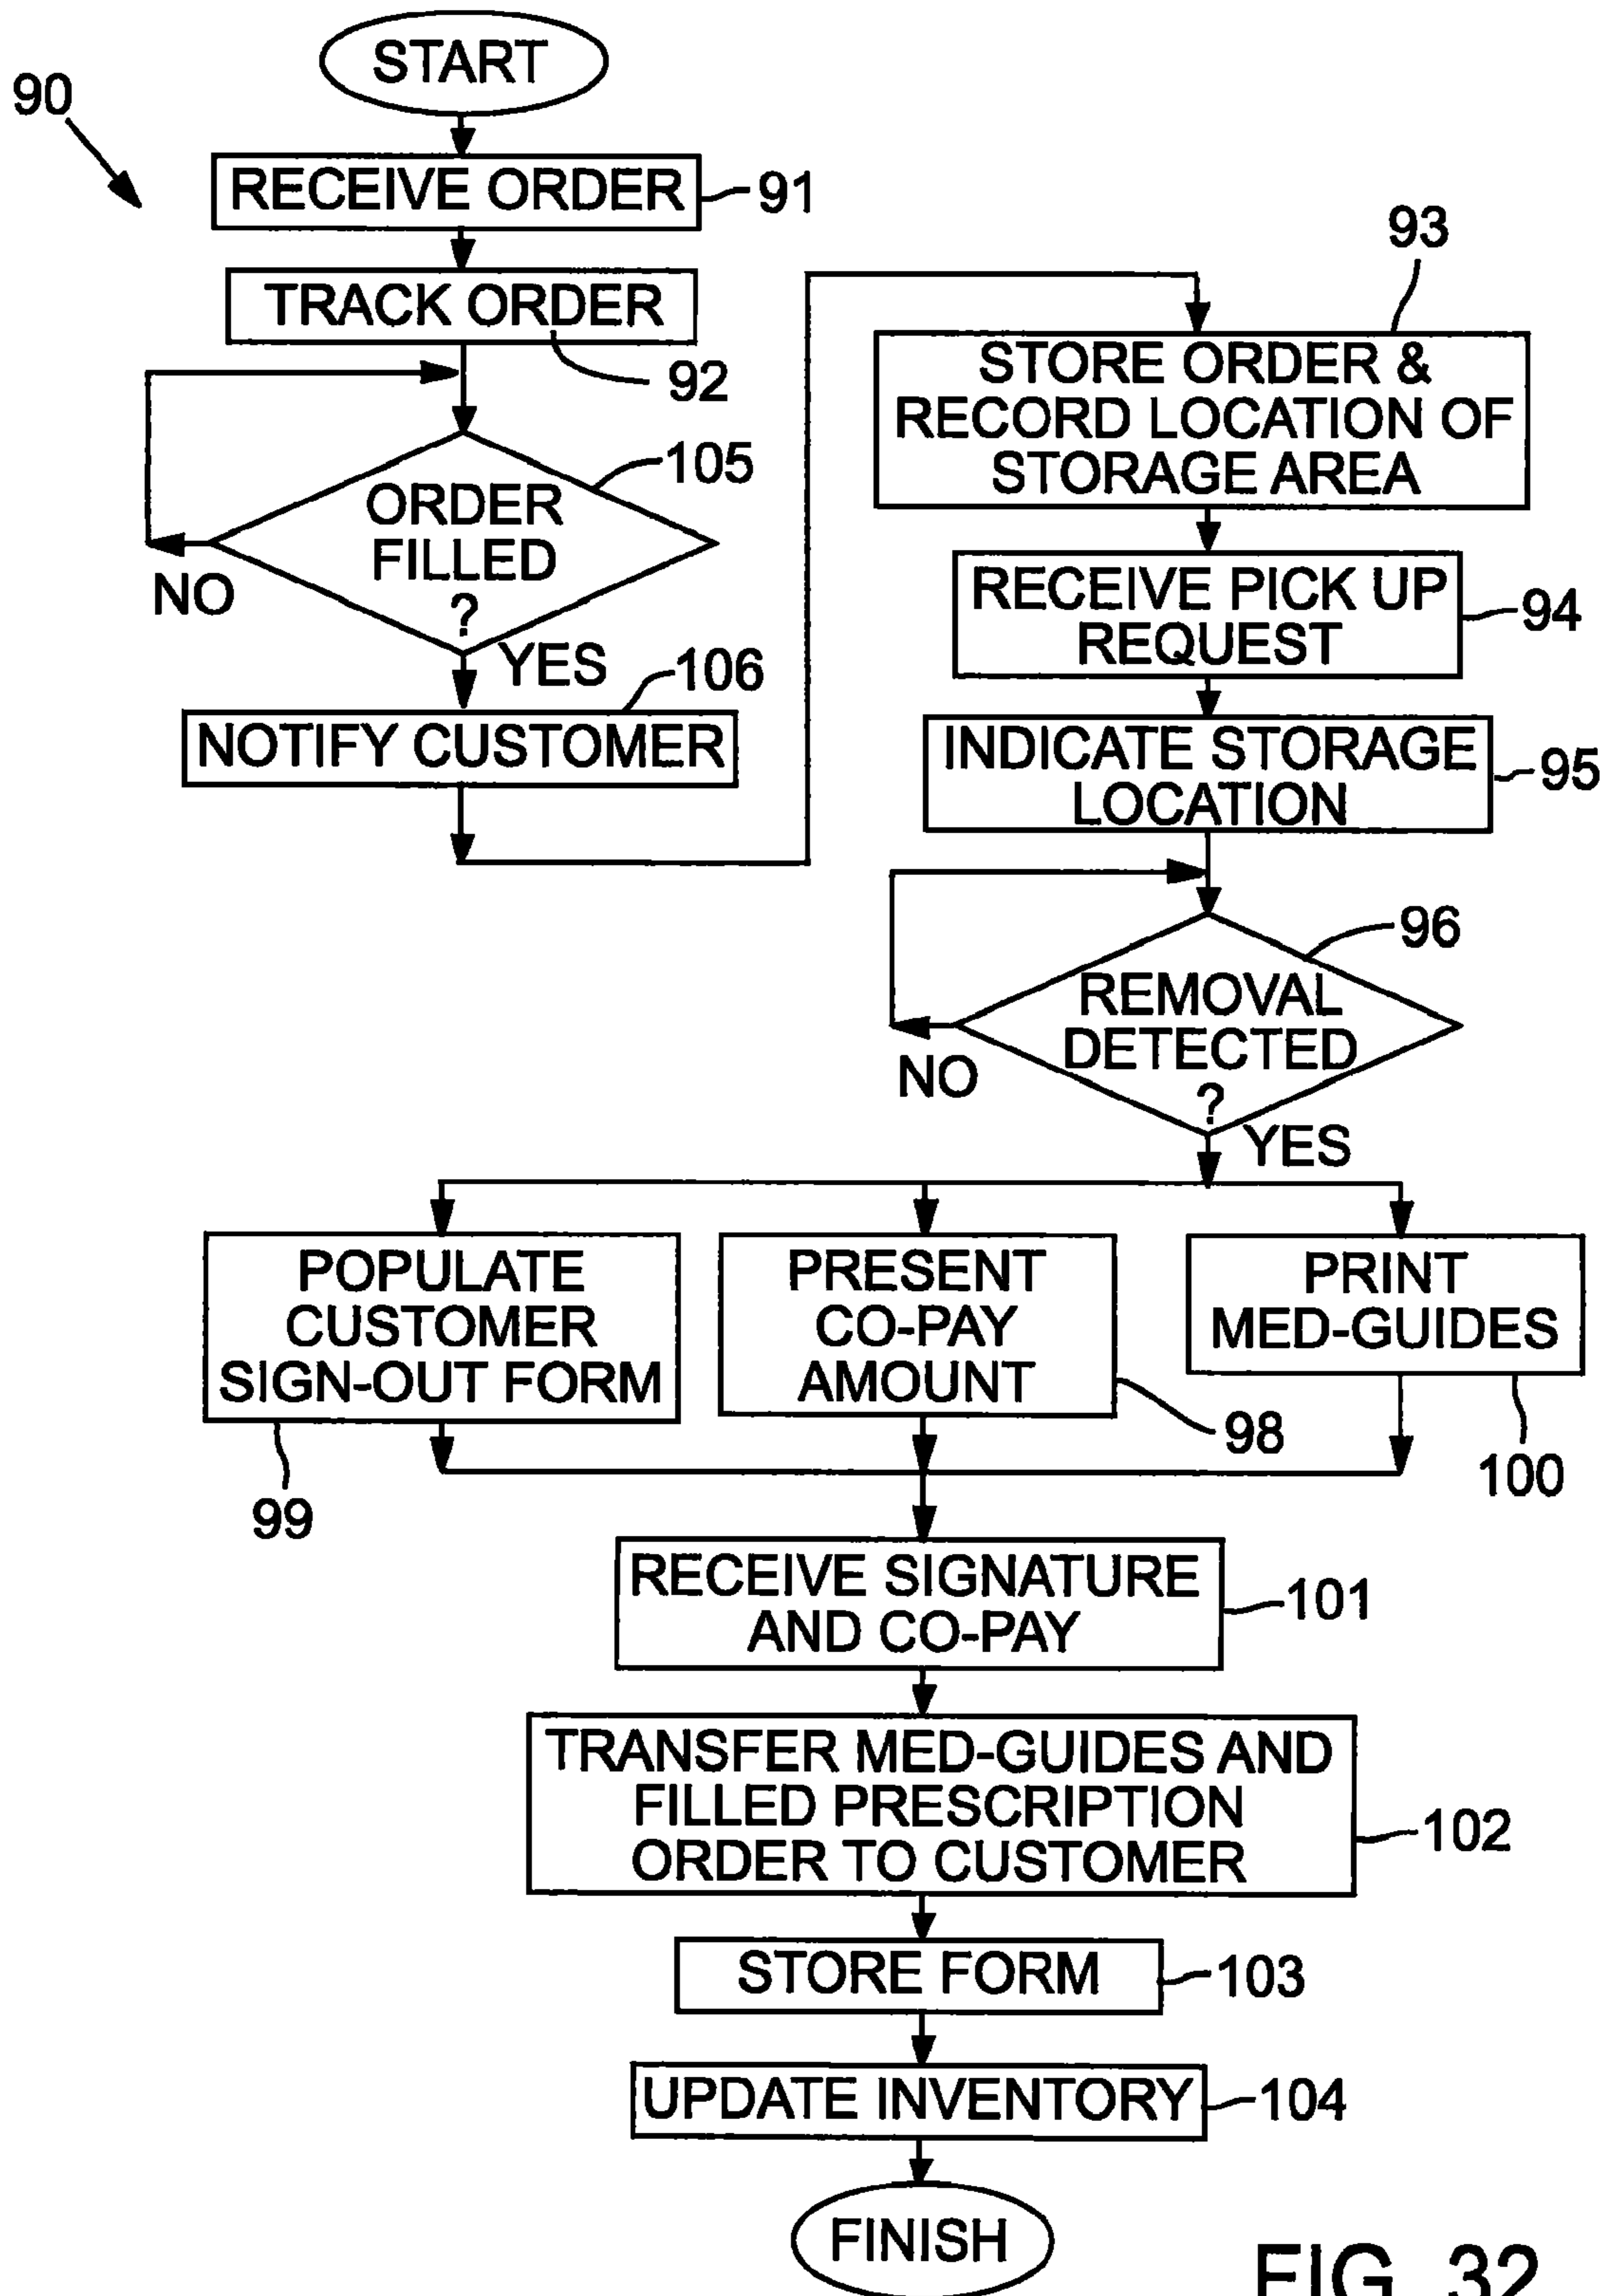 START
90
RECEIVE ORDER
91
TRACK ORDER
92
ORDER
FILLED
?
105
NO
YES
NOTIFY CUSTOMER
106
STORE ORDER &
RECORD LOCATION OF
STORAGE AREA
93
RECEIVE PICK UP
REQUEST
94
INDICATE STORAGE
LOCATION
95
REMOVAL
DETECTED
?
96
NO
YES
POPULATE
CUSTOMER
SIGN-OUT FORM
99
PRESENT
CO-PAY
AMOUNT
98
PRINT
MED-GUIDES
100
RECEIVE SIGNATURE
AND CO-PAY
101
TRANSFER MED-GUIDES AND
FILLED PRESCRIPTION
ORDER TO CUSTOMER
102
STORE FORM
103
UPDATE INVENTORY
104
FINISH
FIG. 32